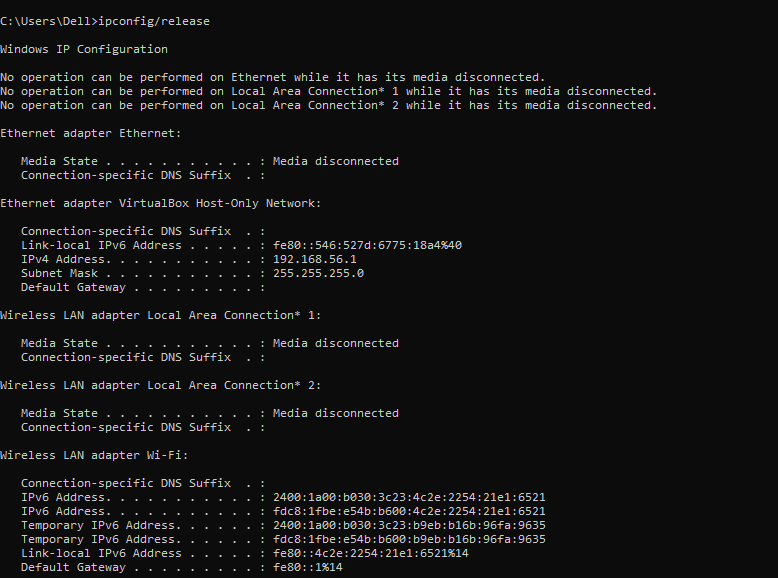 C:\Users\Dell>ipconfig/release
Windows IP Configuration
No operation can be performed on Ethernet while it has its media disconnected.
No operation can be performed on Local Area Connection* 1 while it has its media disconnected.
No operation can be performed on Local Area Connection* 2 while it has its media disconnected.
Ethernet adapter Ethernet:
   Media State . . . . . . . . . . . : Media disconnected
   Connection-specific DNS Suffix  . :
Ethernet adapter VirtualBox Host-Only Network:
   Connection-specific DNS Suffix  . :
   Link-local IPv6 Address . . . . . : fe80::546:527d:6775:18a4%40
   IPv4 Address. . . . . . . . . . . : 192.168.56.1
   Subnet Mask . . . . . . . . . . . : 255.255.255.0
   Default Gateway . . . . . . . . . :
Wireless LAN adapter Local Area Connection* 1:
   Media State . . . . . . . . . . . : Media disconnected
   Connection-specific DNS Suffix  . :
Wireless LAN adapter Local Area Connection* 2:
   Media State . . . . . . . . . . . : Media disconnected
   Connection-specific DNS Suffix  . :
Wireless LAN adapter Wi-Fi:
   Connection-specific DNS Suffix  . :
   IPv6 Address. . . . . . . . . . . : 2400:1a00:b030:3c23:4c2e:2254:21e1:6521
   IPv6 Address. . . . . . . . . . . : fdc8:1fbe:e54b:b600:4c2e:2254:21e1:6521
   Temporary IPv6 Address. . . . . . : 2400:1a00:b030:3c23:b9eb:b16b:96fa:9635
   Temporary IPv6 Address. . . . . . : fdc8:1fbe:e54b:b600:b9eb:b16b:96fa:9635
   Link-local IPv6 Address . . . . . : fe80::4c2e:2254:21e1:6521%14
   Default Gateway . . . . . . . . . : fe80::1%14